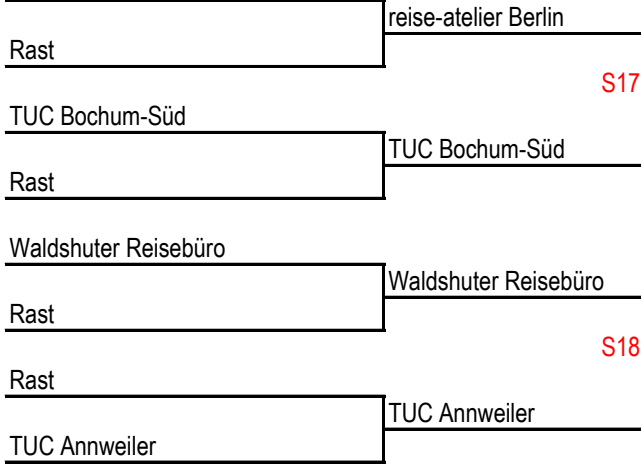 reise-atelier Berlin
Rast
S17
TUC Bochum-Süd
TUC Bochum-Süd
Rast
Waldshuter Reisebüro
Waldshuter Reisebüro
Rast
S18
Rast
TUC Annweiler
TUC Annweiler